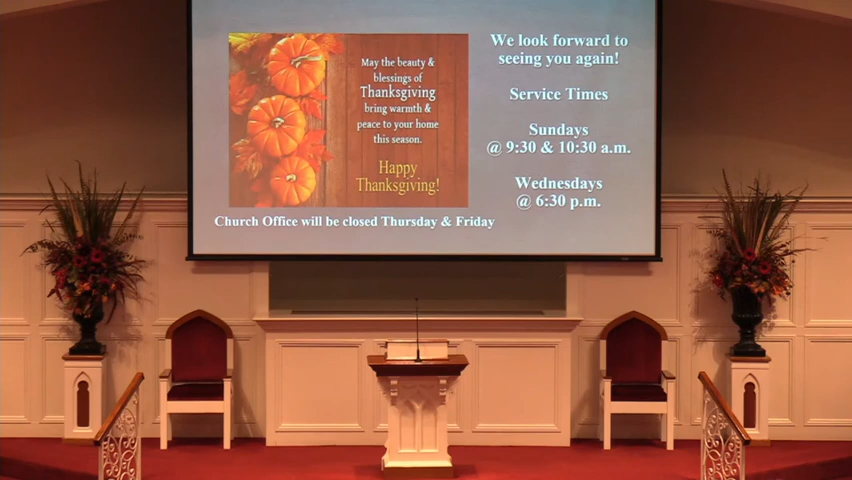 May the beauty &
blessings of
Thanksgiving
bring warmth &
peace to your home
this season.
Happy
Thanksgiving!
Church Office will be closed Thursday & Friday
We look forward to
seeing you again!
Service Times
Sundays
@ 9:30 & 10:30 a.m.
Wednesdays
@ 6:30 p.m.